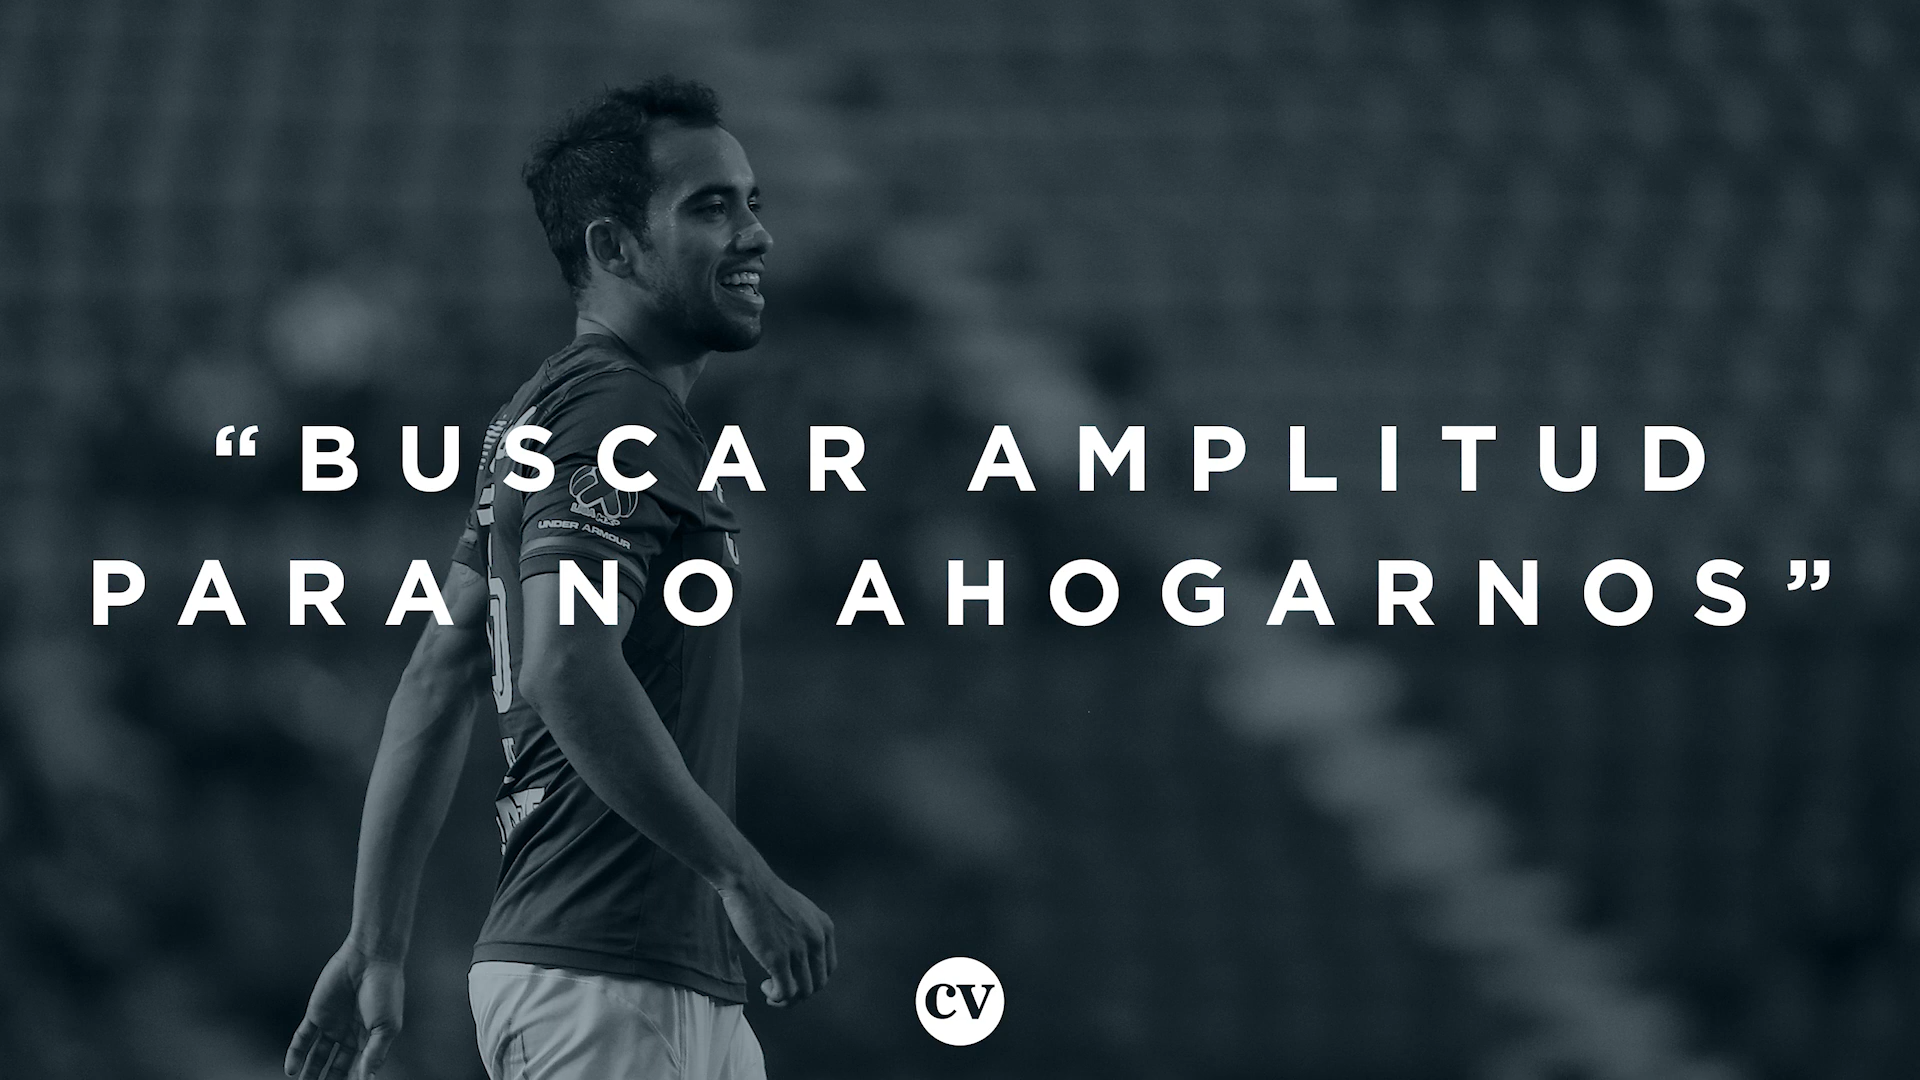 “BUSCAR AMPLITUD
PARA NO AHOGARNOS”
UNDER ARMOUR
CV